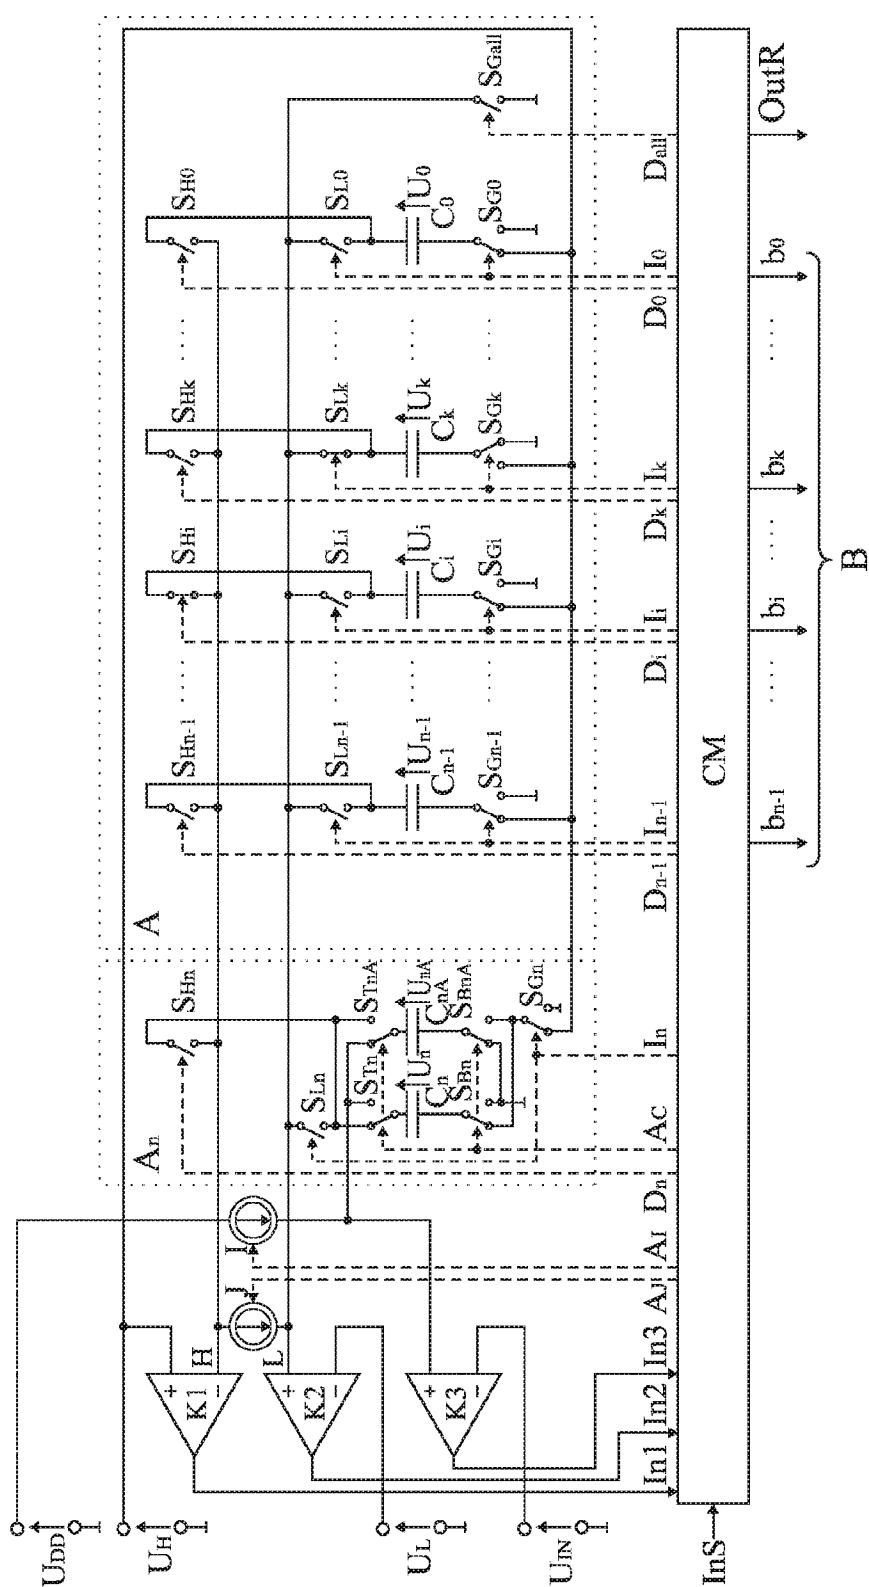 UDD
UH
UL
UIN
InS
K1
K2
K3
+
−
+
−
+
−
H
L
J
I
In1
In2
In3
AJ
AI
Dn
AC
In
Dn-1
In-1
Di
Ii
Dk
Ik
D0
I0
Dall
CM
An
A
SHn
SHn-1
SHi
SHk
SH0
SLn
SLn-1
SLi
SLk
SL0
STn
STnA
Un
Cn
UnA
CnA
SBn
SBnA
SGn
Un-1
Cn-1
SGn-1
Ui
Ci
SGi
Uk
Ck
SGk
U0
C0
SG0
SGall
bn-1
bi
bk
b0
B
OutR